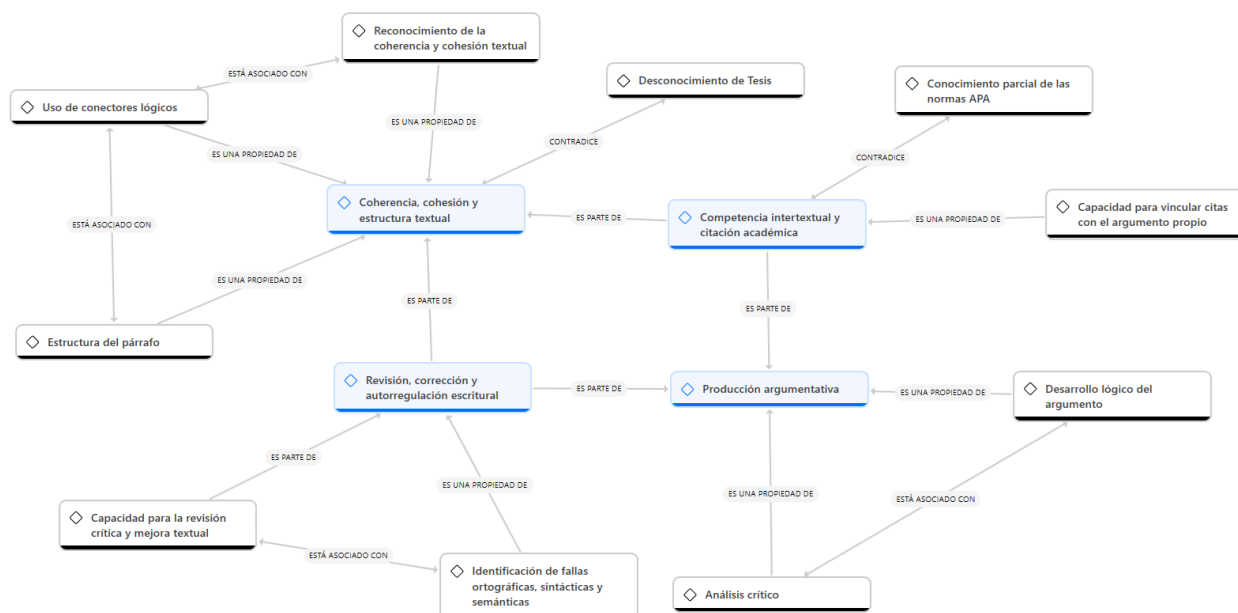 Reconocimiento de la
coherencia y cohesión textual
ESTÁ ASOCIADO CON
Desconocimiento de Tesis
Conocimiento parcial de las
normas APA
Uso de conectores lógicos
ES UNA PROPIEDAD DE
CONTRADICE
ES UNA PROPIEDAD DE
CONTRADICE
Coherencia, cohesión y
estructura textual
ES PARTE DE
Competencia intertextual y
citación académica
ES UNA PROPIEDAD DE
Capacidad para vincular citas
con el argumento propio
ESTÁ ASOCIADO CON
ES UNA PROPIEDAD DE
ES PARTE DE
ES PARTE DE
Estructura del párrafo
Revisión, corrección y
autorregulación escritural
ES PARTE DE
Producción argumentativa
ES UNA PROPIEDAD DE
Desarrollo lógico del
argumento
ES PARTE DE
ES UNA PROPIEDAD DE
ES UNA PROPIEDAD DE
ESTÁ ASOCIADO CON
Capacidad para la revisión
crítica y mejora textual
ESTÁ ASOCIADO CON
Identificación de fallas
ortográficas, sintácticas y
semánticas
Análisis crítico